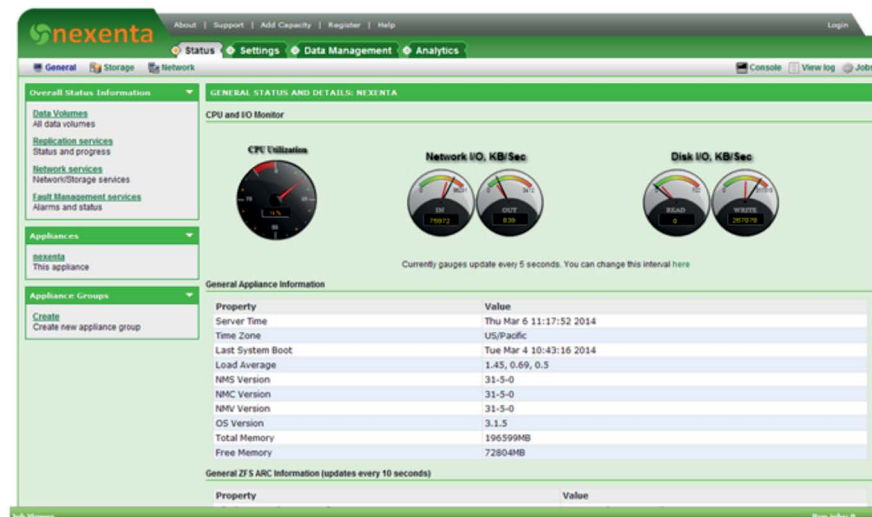 nexenta
About | Support | Add Capacity | Register | Help
Login
Status Settings Data Management Analytics
General Storage Network
Console View log Jobs
Overall Status Information
Data Volumes
All data volumes
Replication services
Status and progress
Network services
Network/Storage services
Fault Management services
Alarms and status
Appliances
nexenta
This appliance
Appliance Groups
Create
Create new appliance group
GENERAL STATUS AND DETAILS: NEXENTA
CPU and I/O Monitor
CPU Utilization
Network I/O, KB/Sec
IN
OUT
Disk I/O, KB/Sec
READ
0
WRITE
Currently gauges update every 5 seconds. You can change this interval here
General Appliance Information
Property Value
Server Time Thu Mar 6 11:17:52 2014
Time Zone US/Pacific
Last System Boot Tue Mar 4 10:43:16 2014
Load Average 1.45, 0.69, 0.5
NMS Version 31-5-0
NMC Version 31-5-0
NMV Version 31-5-0
OS Version 3.1.5
Total Memory 196599MB
Free Memory 72804MB
General ZFS ARC Information (updates every 10 seconds)
Property Value